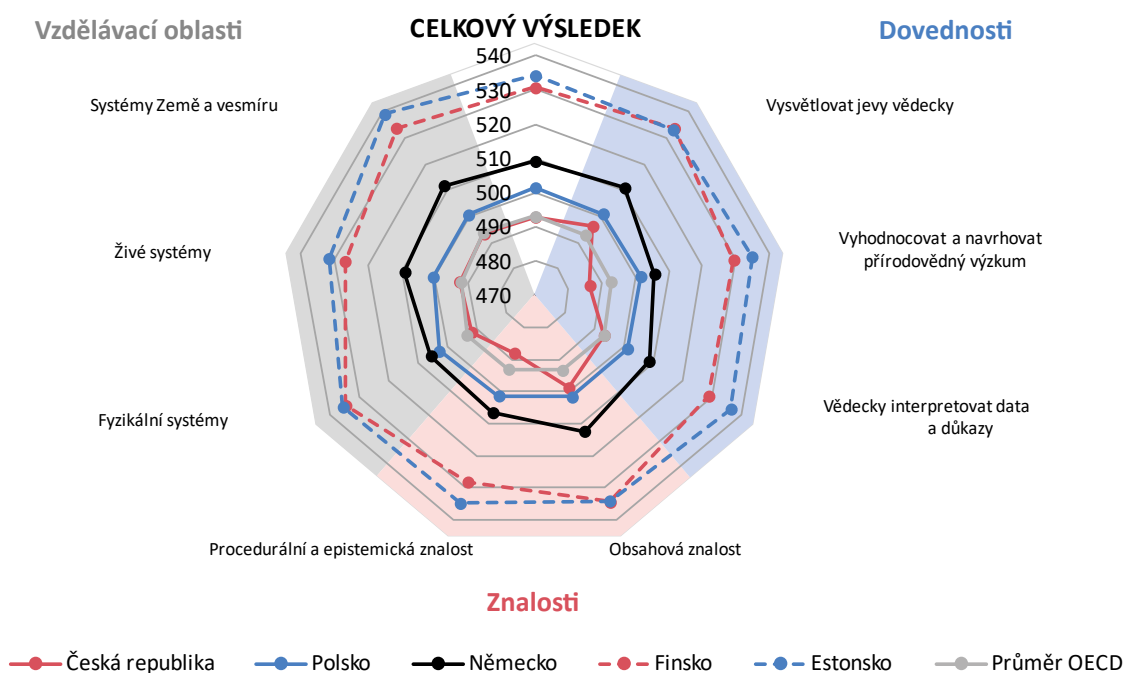 Vzdělávací oblasti
CELKOVÝ VÝSLEDEK
Dovednosti
540
530
520
510
500
490
480
470
Systémy Země a vesmíru
Vysvětlovat jevy vědecky
Živé systémy
Vyhodnocovat a navrhovat
přírodovědný výzkum
Fyzikální systémy
Vědecky interpretovat data
a důkazy
Procedurální a epistemická znalost
Obsahová znalost
Znalosti
Česká republika
Polsko
Německo
Finsko
Estonsko
Průměr OECD